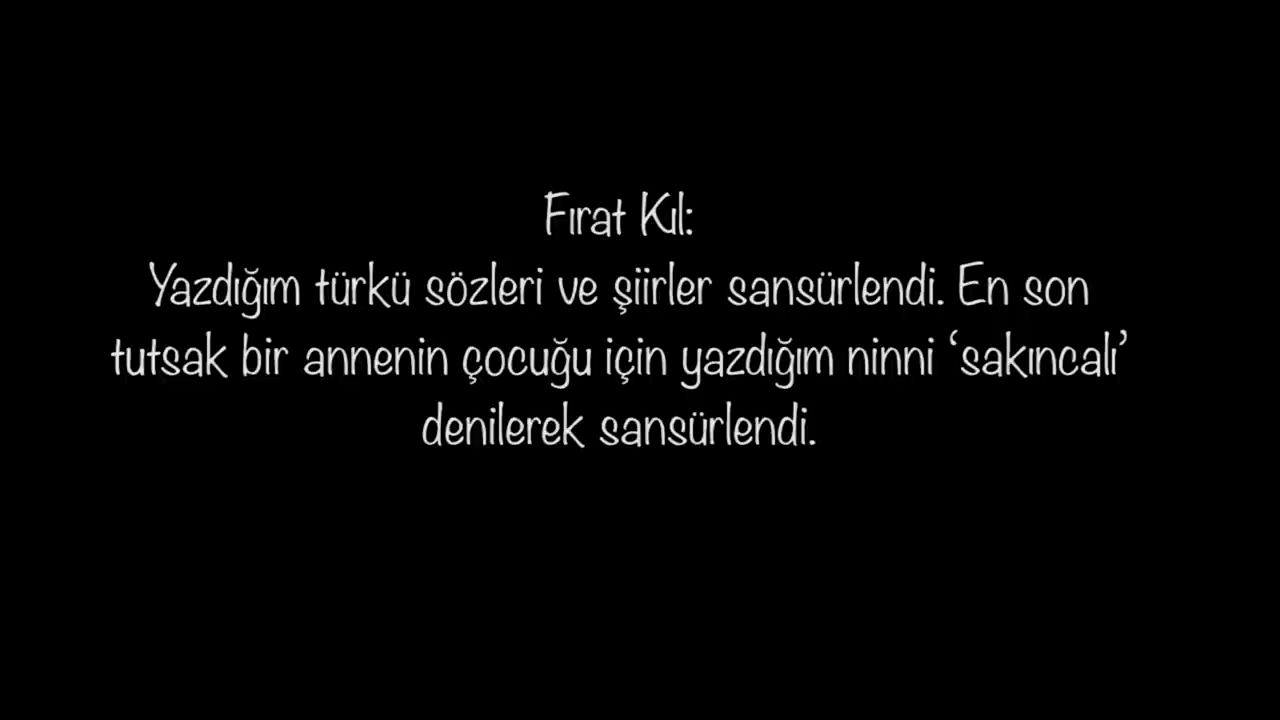 Fırat Kıl:
Yazdığım türkü sözleri ve şiirler sansürlendi. En son
tutsak bir annenin çocuğu için yazdığım ninni ‘sakıncalı’
denilerek sansürlendi.